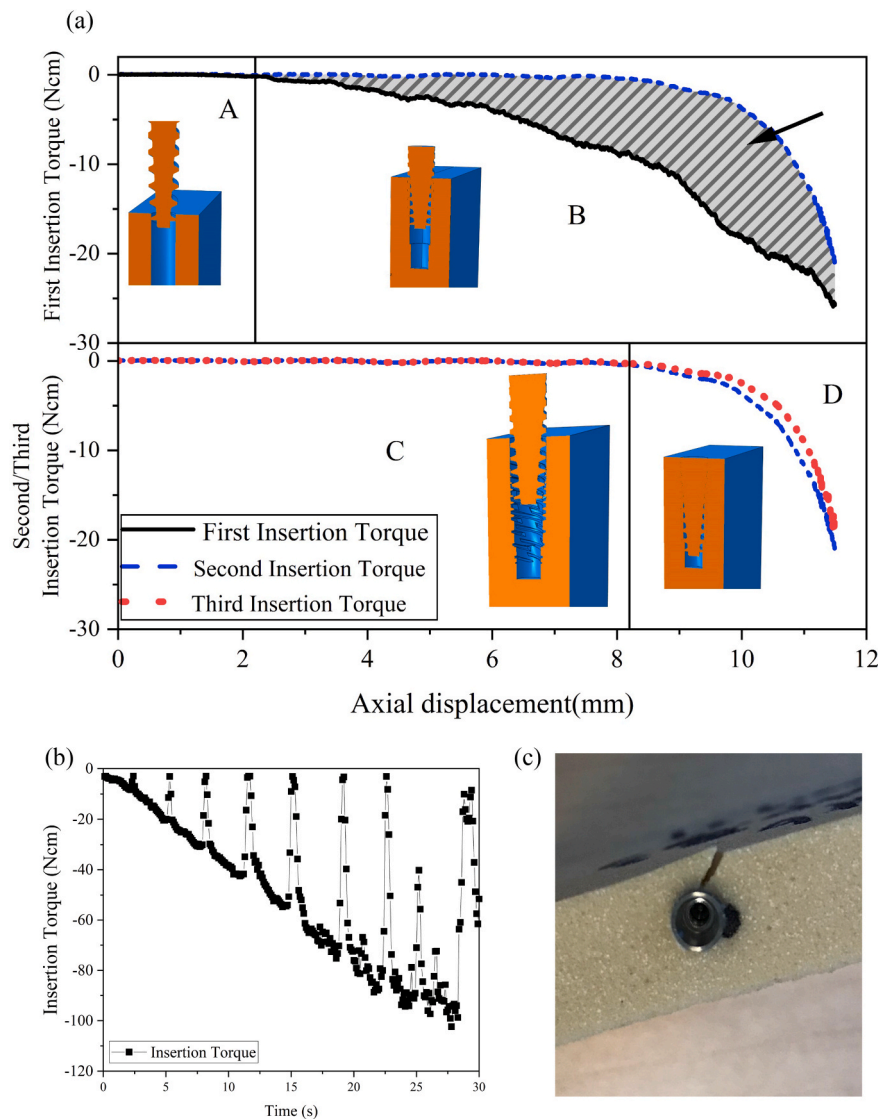 (a)
First Insertion Torque (Ncm)
0
-10
-20
-30
A
B
Second/Third
Insertion Torque (Ncm)
0
-10
-20
-30
C
D
First Insertion Torque
Second Insertion Torque
Third Insertion Torque
0 2 4 6 8 10 12
Axial displacement(mm)
(b)
Insertion Torque (Ncm)
0
-20
-40
-60
-80
-100
-120
Insertion Torque
0 5 10 15 20 25 30
Time (s)
(c)